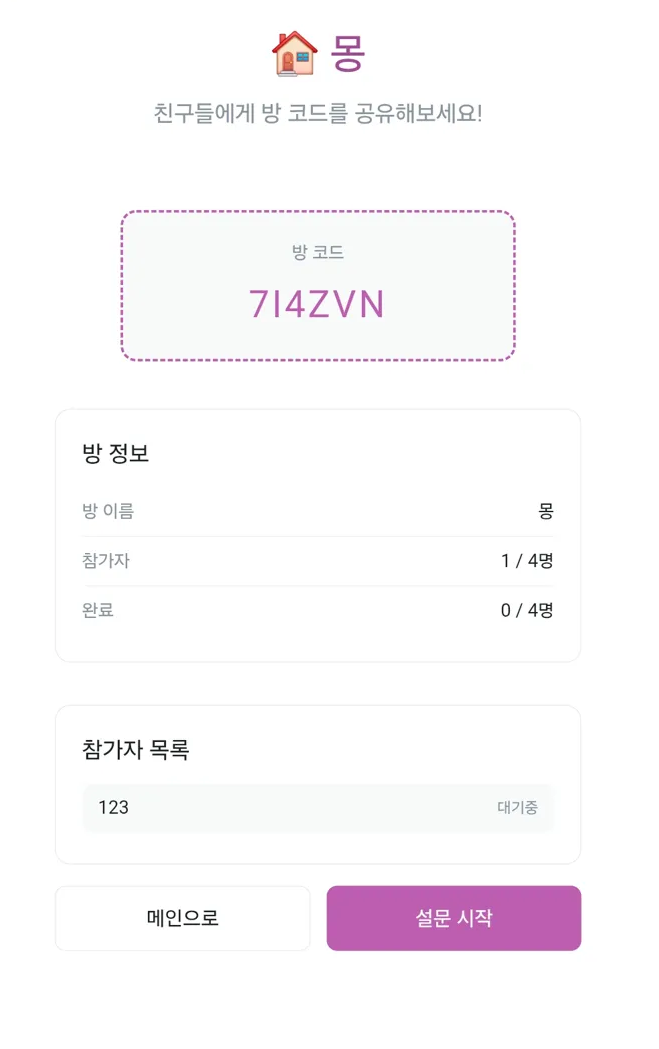 몽
친구들에게 방 코드를 공유해보세요!
방 코드
7I4ZVN
방 정보
방 이름 몽
참가자 1 / 4명
완료 0 / 4명
참가자 목록
123 대기중
메인으로 설문 시작